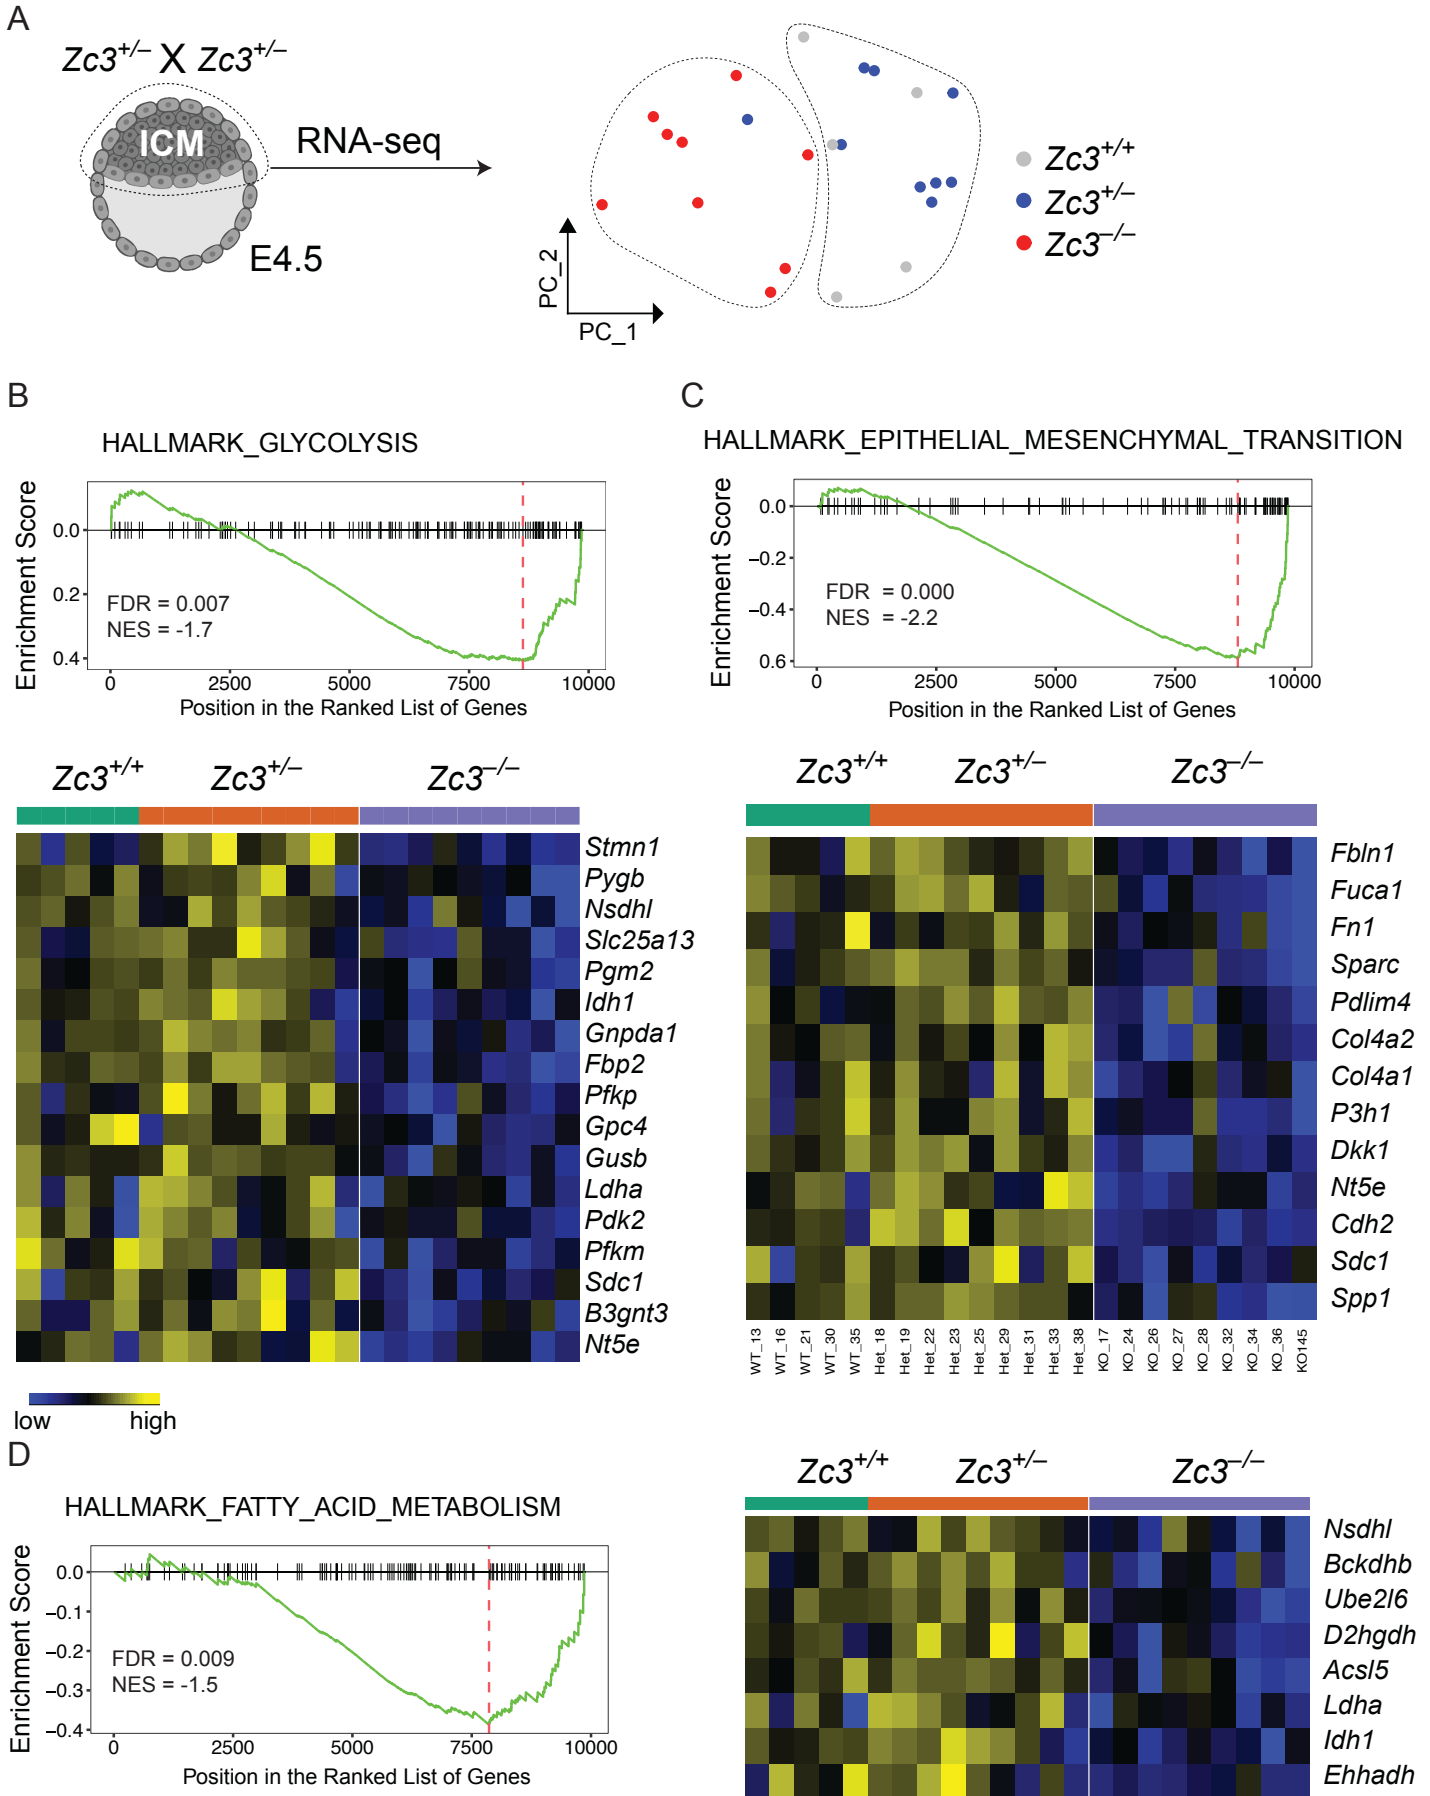 A
Zc3+/– X Zc3+/–
ICM
RNA-seq
E4.5
PC_2
PC_1
Zc3+/+
Zc3+/–
Zc3–/–
B
HALLMARK_GLYCOLYSIS
Enrichment Score
0.0
0.2
0.4
FDR = 0.007
NES = -1.7
0 2500 5000 7500 10000
Position in the Ranked List of Genes
Zc3+/+ Zc3+/– Zc3–/–
Stmn1
Pygb
Nsdhl
Slc25a13
Pgm2
Idh1
Gnpda1
Fbp2
Pfkp
Gpc4
Gusb
Ldha
Pdk2
Pfkm
Sdc1
B3gnt3
Nt5e
low high
C
HALLMARK_EPITHELIAL_MESENCHYMAL_TRANSITION
Enrichment Score
0.0
–0.2
–0.4
0.6
FDR = 0.000
NES = -2.2
0 2500 5000 7500 10000
Position in the Ranked List of Genes
Zc3+/+ Zc3+/– Zc3–/–
Fbln1
Fuca1
Fn1
Sparc
Pdlim4
Col4a2
Col4a1
P3h1
Dkk1
Nt5e
Cdh2
Sdc1
Spp1
WT_13
WT_16
WT_21
WT_30
WT_35
Het_18
Het_19
Het_22
Het_23
Het_25
Het_29
Het_31
Het_33
Het_38
KO_17
KO_24
KO_26
KO_27
KO_28
KO_32
KO_34
KO_36
KO145
D
HALLMARK_FATTY_ACID_METABOLISM
Enrichment Score
0.0
–0.1
–0.2
–0.3
–0.4
FDR = 0.009
NES = -1.5
0 2500 5000 7500 10000
Position in the Ranked List of Genes
Zc3+/+ Zc3+/– Zc3–/–
Nsdhl
Bckdhb
Ube2l6
D2hgdh
Acsl5
Ldha
Idh1
Ehhadh